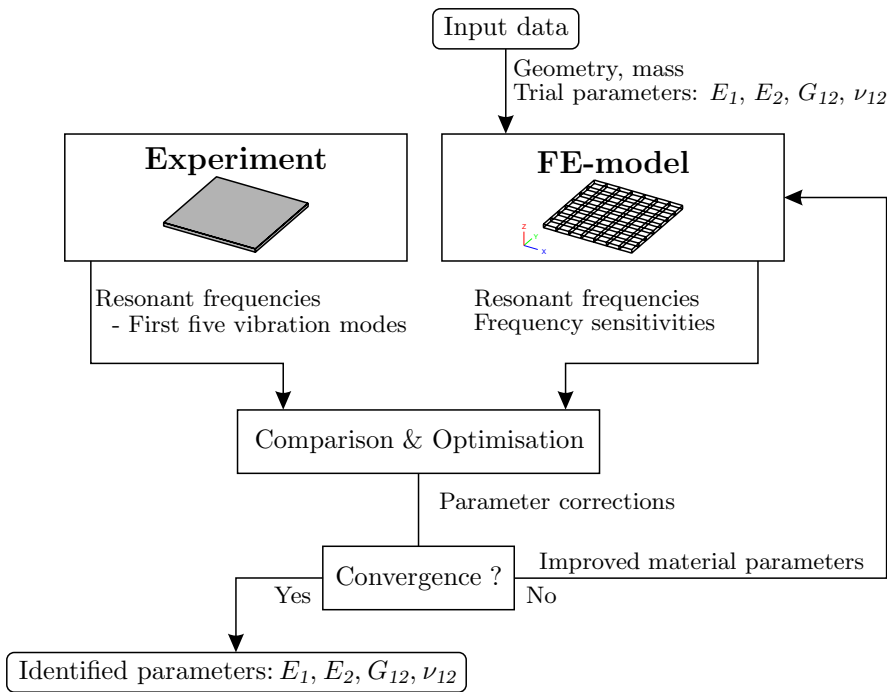 Input data
Geometry, mass
Trial parameters: E₁, E₂, G₁₂, ν₁₂
Experiment
FE-model
Z
Y
X
Resonant frequencies
- First five vibration modes
Resonant frequencies
Frequency sensitivities
Comparison & Optimisation
Parameter corrections
Convergence ?
Improved material parameters
Yes
No
Identified parameters: E₁, E₂, G₁₂, ν₁₂